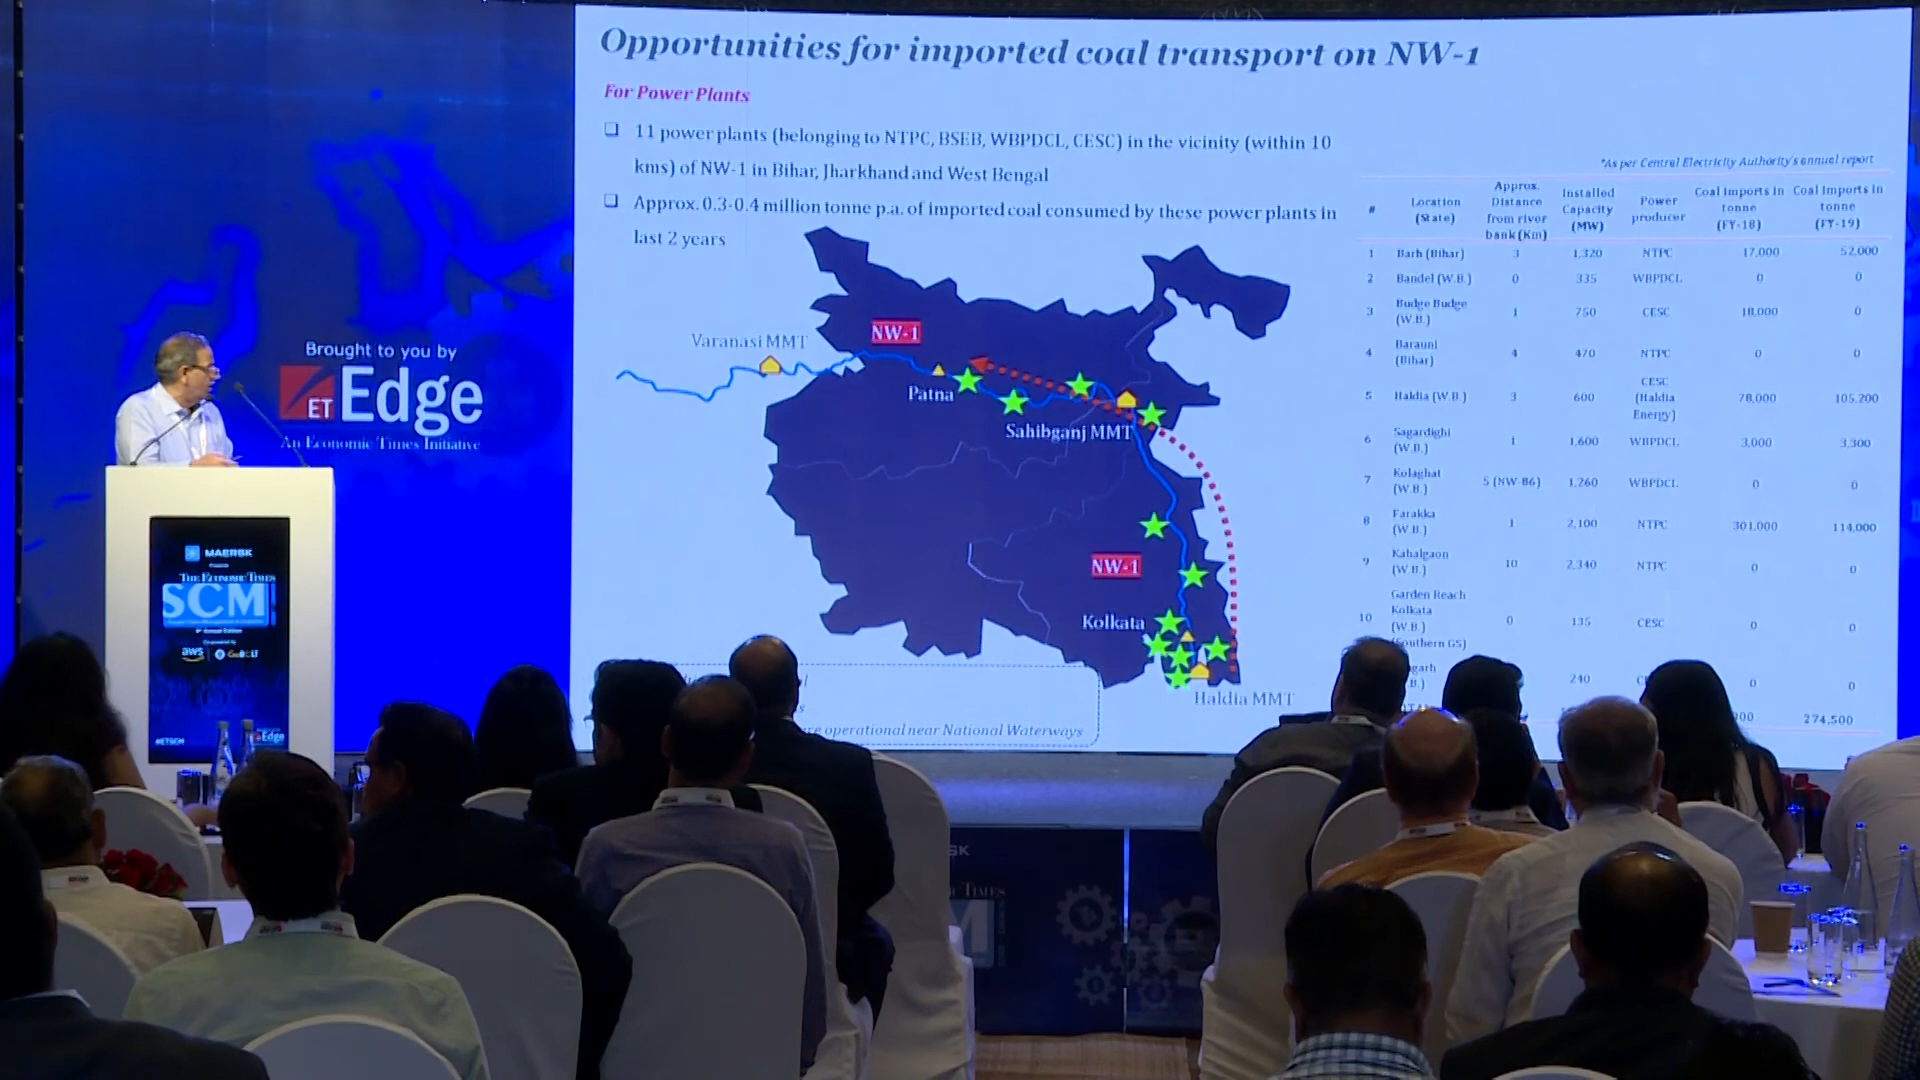 Opportunities for imported coal transport on NW-1
For Power Plants
❑ 11 power plants (belonging to NTPC, BSEB, WBPDCL, CESC) in the vicinity (within 10
kms) of NW-1 in Bihar, Jharkhand and West Bengal
❑ Approx. 0.3-0.4 million tonne p.a. of imported coal consumed by these power plants in
last 2 years
*As per Central Electricity Authority's annual report
# Location (State) Approx. Distance from river bank (Km) Installed Capacity (MW) Power producer Coal Imports in tonne (FY-18) Coal Imports in tonne (FY-19)
1 Barh (Bihar) 3 1,320 NTPC 17,000 52,000
2 Bandel (W.B.) 0 335 WBPDCL 0 0
3 Budge Budge (W.B.) 1 750 CESC 18,000 0
4 Barauni (Bihar) 4 470 NTPC 0 0
5 Haldia (W.B.) 3 600 CESC (Haldia Energy) 78,000 105,200
6 Sagardighi (W.B.) 1 1,600 WBPDCL 3,000 3,300
7 Kolaghat (W.B.) 5 (NW-86) 1,260 WBPDCL 0 0
8 Farakka (W.B.) 1 2,100 NTPC 301,000 114,000
9 Kahalgaon (W.B.) 10 2,340 NTPC 0 0
10 Garden Reach Kolkata (W.B.) (Southern GS) 0 135 CESC 0 0
240 0 0
274,500
Varanasi MMT
NW-1
Patna
Sahibganj MMT
NW-1
Kolkata
Haldia MMT
operational near National Waterways
Brought to you by
ET Edge
An Economic Times Initiative
MAERSK
Presents
THE ECONOMIC TIMES
SCM
aws
#ETSCM
Edge